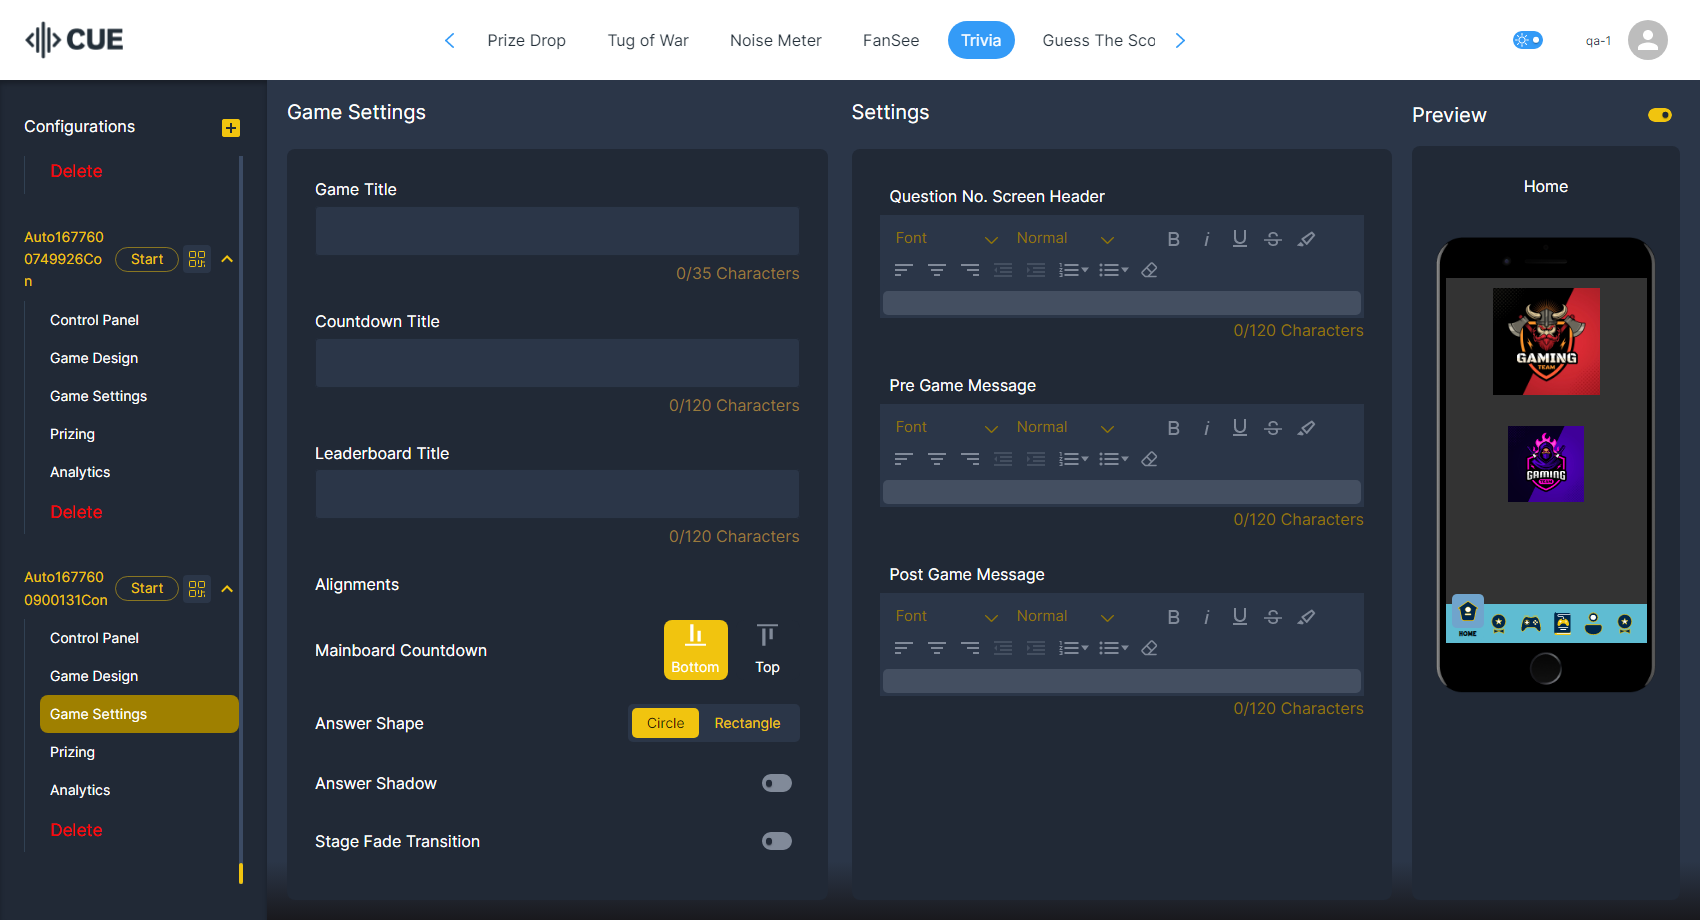 CUE
Prize Drop
Tug of War
Noise Meter
FanSee
Trivia
Guess The Sco
qa-1
Configurations
Delete
Auto167760
0749926Co
n
Start
Control Panel
Game Design
Game Settings
Prizing
Analytics
Delete
Auto167760
0900131Con
Start
Control Panel
Game Design
Game Settings
Prizing
Analytics
Delete
Game Settings
Game Title
0/35 Characters
Countdown Title
0/120 Characters
Leaderboard Title
0/120 Characters
Alignments
Mainboard Countdown
Bottom
Top
Answer Shape
Circle
Rectangle
Answer Shadow
Stage Fade Transition
Settings
Question No. Screen Header
Font
Normal
0/120 Characters
Pre Game Message
Font
Normal
0/120 Characters
Post Game Message
Font
Normal
0/120 Characters
Preview
Home
GAMING
TEAM
GAMING
TEAM
HOME